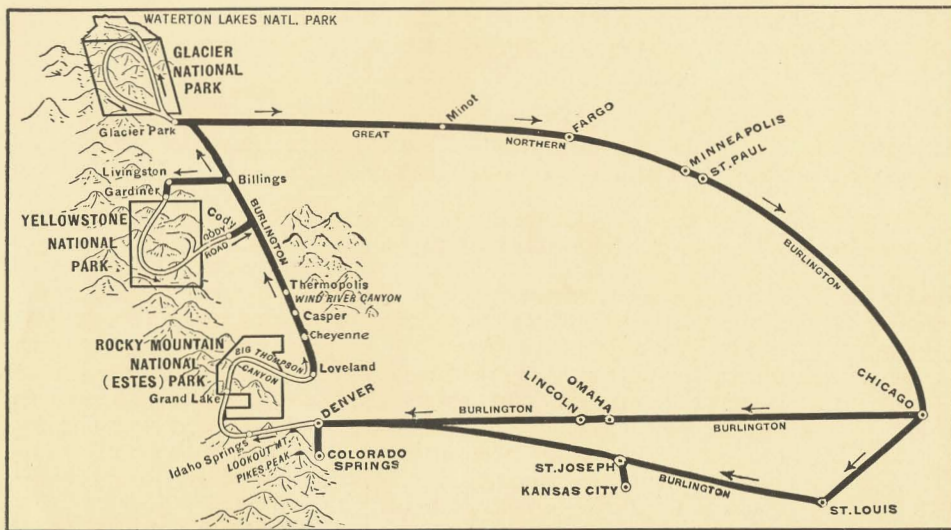 WATERTON LAKES NATL. PARK
GLACIER
NATIONAL
PARK
Glacier Park
GREAT
Minot
NORTHERN
FARGO
MINNEAPOLIS
ST. PAUL
Livingston
Gardiner
Billings
YELLOWSTONE
NATIONAL
PARK
Cody
CODY
ROAD
BURLINGTON
BURLINGTON
Thermopolis
WIND RIVER CANYON
Casper
Cheyenne
ROCKY MOUNTAIN
NATIONAL
(ESTES) PARK
BIG THOMPSON
CANYON
Loveland
Grand Lake
DENVER
BURLINGTON
LINCOLN
OMAHA
BURLINGTON
CHICAGO
Idaho Springs
LOOKOUT MT.
PIKES PEAK
COLORADO
SPRINGS
ST. JOSEPH
KANSAS CITY
BURLINGTON
ST. LOUIS